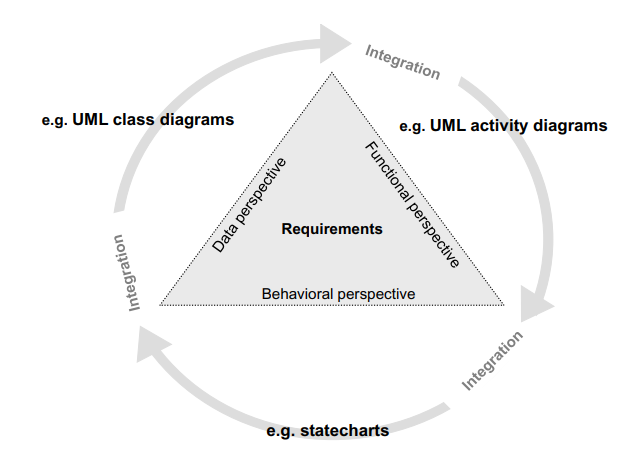 Integration
e.g. UML class diagrams
e.g. UML activity diagrams
Data perspective
Functional perspective
Requirements
Integration
Behavioral perspective
Integration
e.g. statecharts